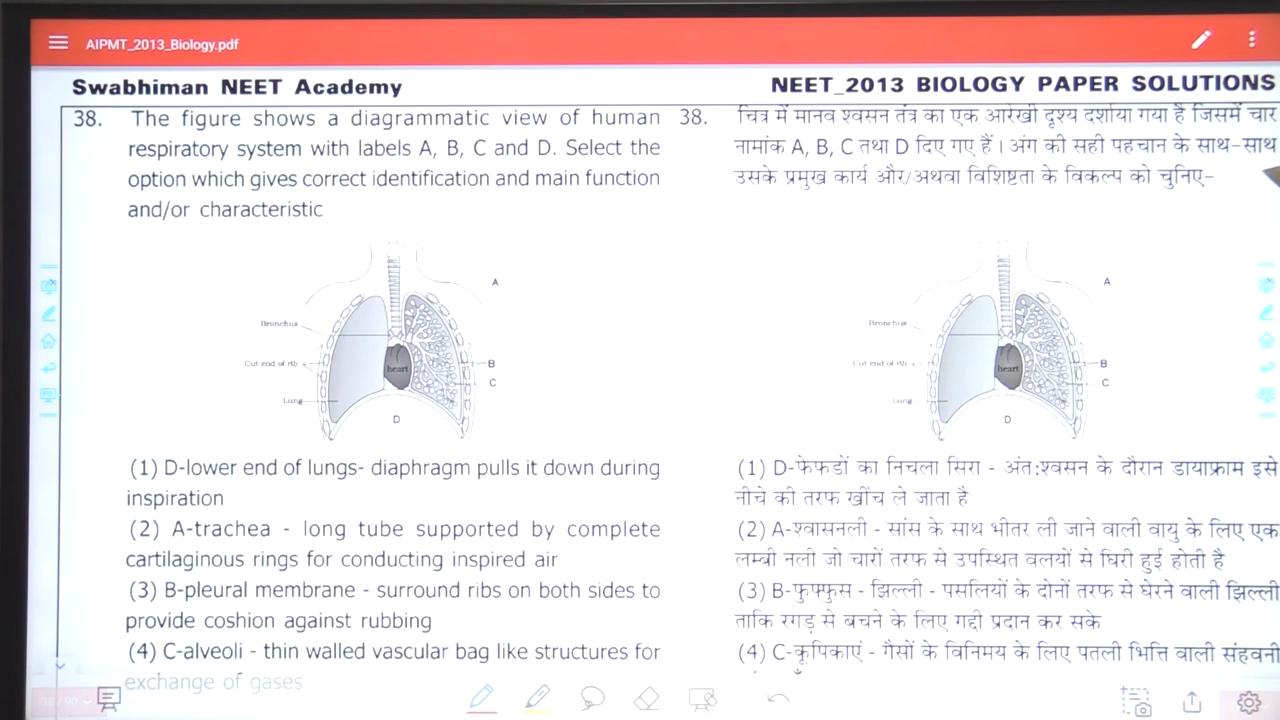 AIPMT_2013_Biology.pdf
Swabhiman NEET Academy
NEET_2013 BIOLOGY PAPER SOLUTIONS
38. The figure shows a diagrammatic view of human
respiratory system with labels A, B, C and D. Select the
option which gives correct identification and main function
and/or characteristic
A
Bronchus
Cut end of rib
heart
B
C
Lung
D
(1) D-lower end of lungs- diaphragm pulls it down during
inspiration
(2) A-trachea - long tube supported by complete
cartilaginous rings for conducting inspired air
(3) B-pleural membrane - surround ribs on both sides to
provide coshion against rubbing
(4) C-alveoli - thin walled vascular bag like structures for
exchange of gases
38. चित्र में मानव श्वसन तंत्र का एक आरेखी दृश्य दर्शाया गया है जिसमें चार
नामांक A, B, C तथा D दिए गए हैं। अंग की सही पहचान के साथ-साथ
उसके प्रमुख कार्य और/अथवा विशिष्टता के विकल्प को चुनिए-
A
Bronchus
Cut end of rib
heart
B
C
Lung
D
(1) D-फेफडों का निचला सिरा - अंत:श्वसन के दौरान डायाफ्राम इसे
नीचे की तरफ खींच ले जाता है
(2) A-श्वासनली - सांस के साथ भीतर ली जाने वाली वायु के लिए एक
लम्बी नली जो चारों तरफ से उपस्थित वलयों से घिरी हुई होती है
(3) B-फुफ्फुस - झिल्ली - पसलियों के दोनों तरफ से घेरने वाली झिल्ली
ताकि रगड़ से बचने के लिए गद्दी प्रदान कर सके
(4) C-कूपिकाएं - गैसों के विनिमय के लिए पतली भित्ति वाली संहवनी